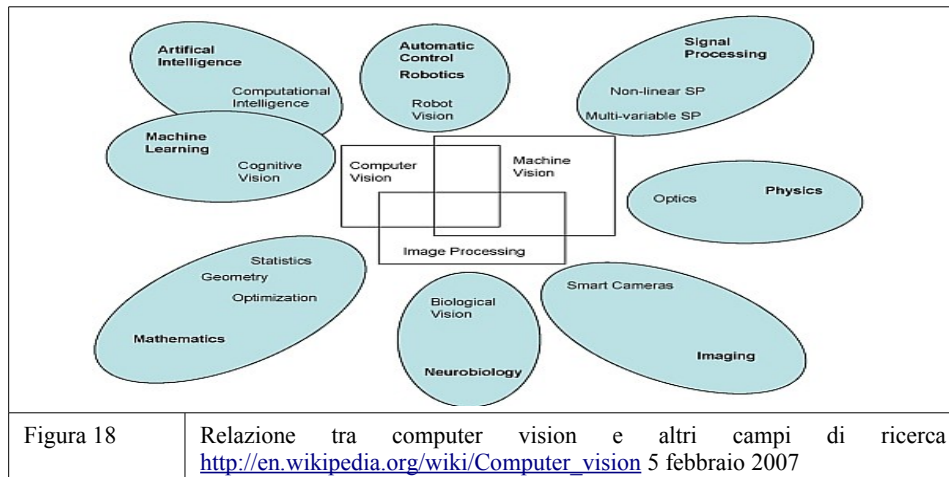 Artifical
Intelligence
Computational
Intelligence
Machine
Learning
Cognitive
Vision
Automatic
Control
Robotics
Robot
Vision
Signal
Processing
Non-linear SP
Multi-variable SP
Computer
Vision
Machine
Vision
Image Processing
Optics
Physics
Statistics
Geometry
Optimization
Mathematics
Biological
Vision
Neurobiology
Smart Cameras
Imaging
Figura 18
Relazione tra computer vision e altri campi di ricerca
http://en.wikipedia.org/wiki/Computer_vision 5 febbraio 2007